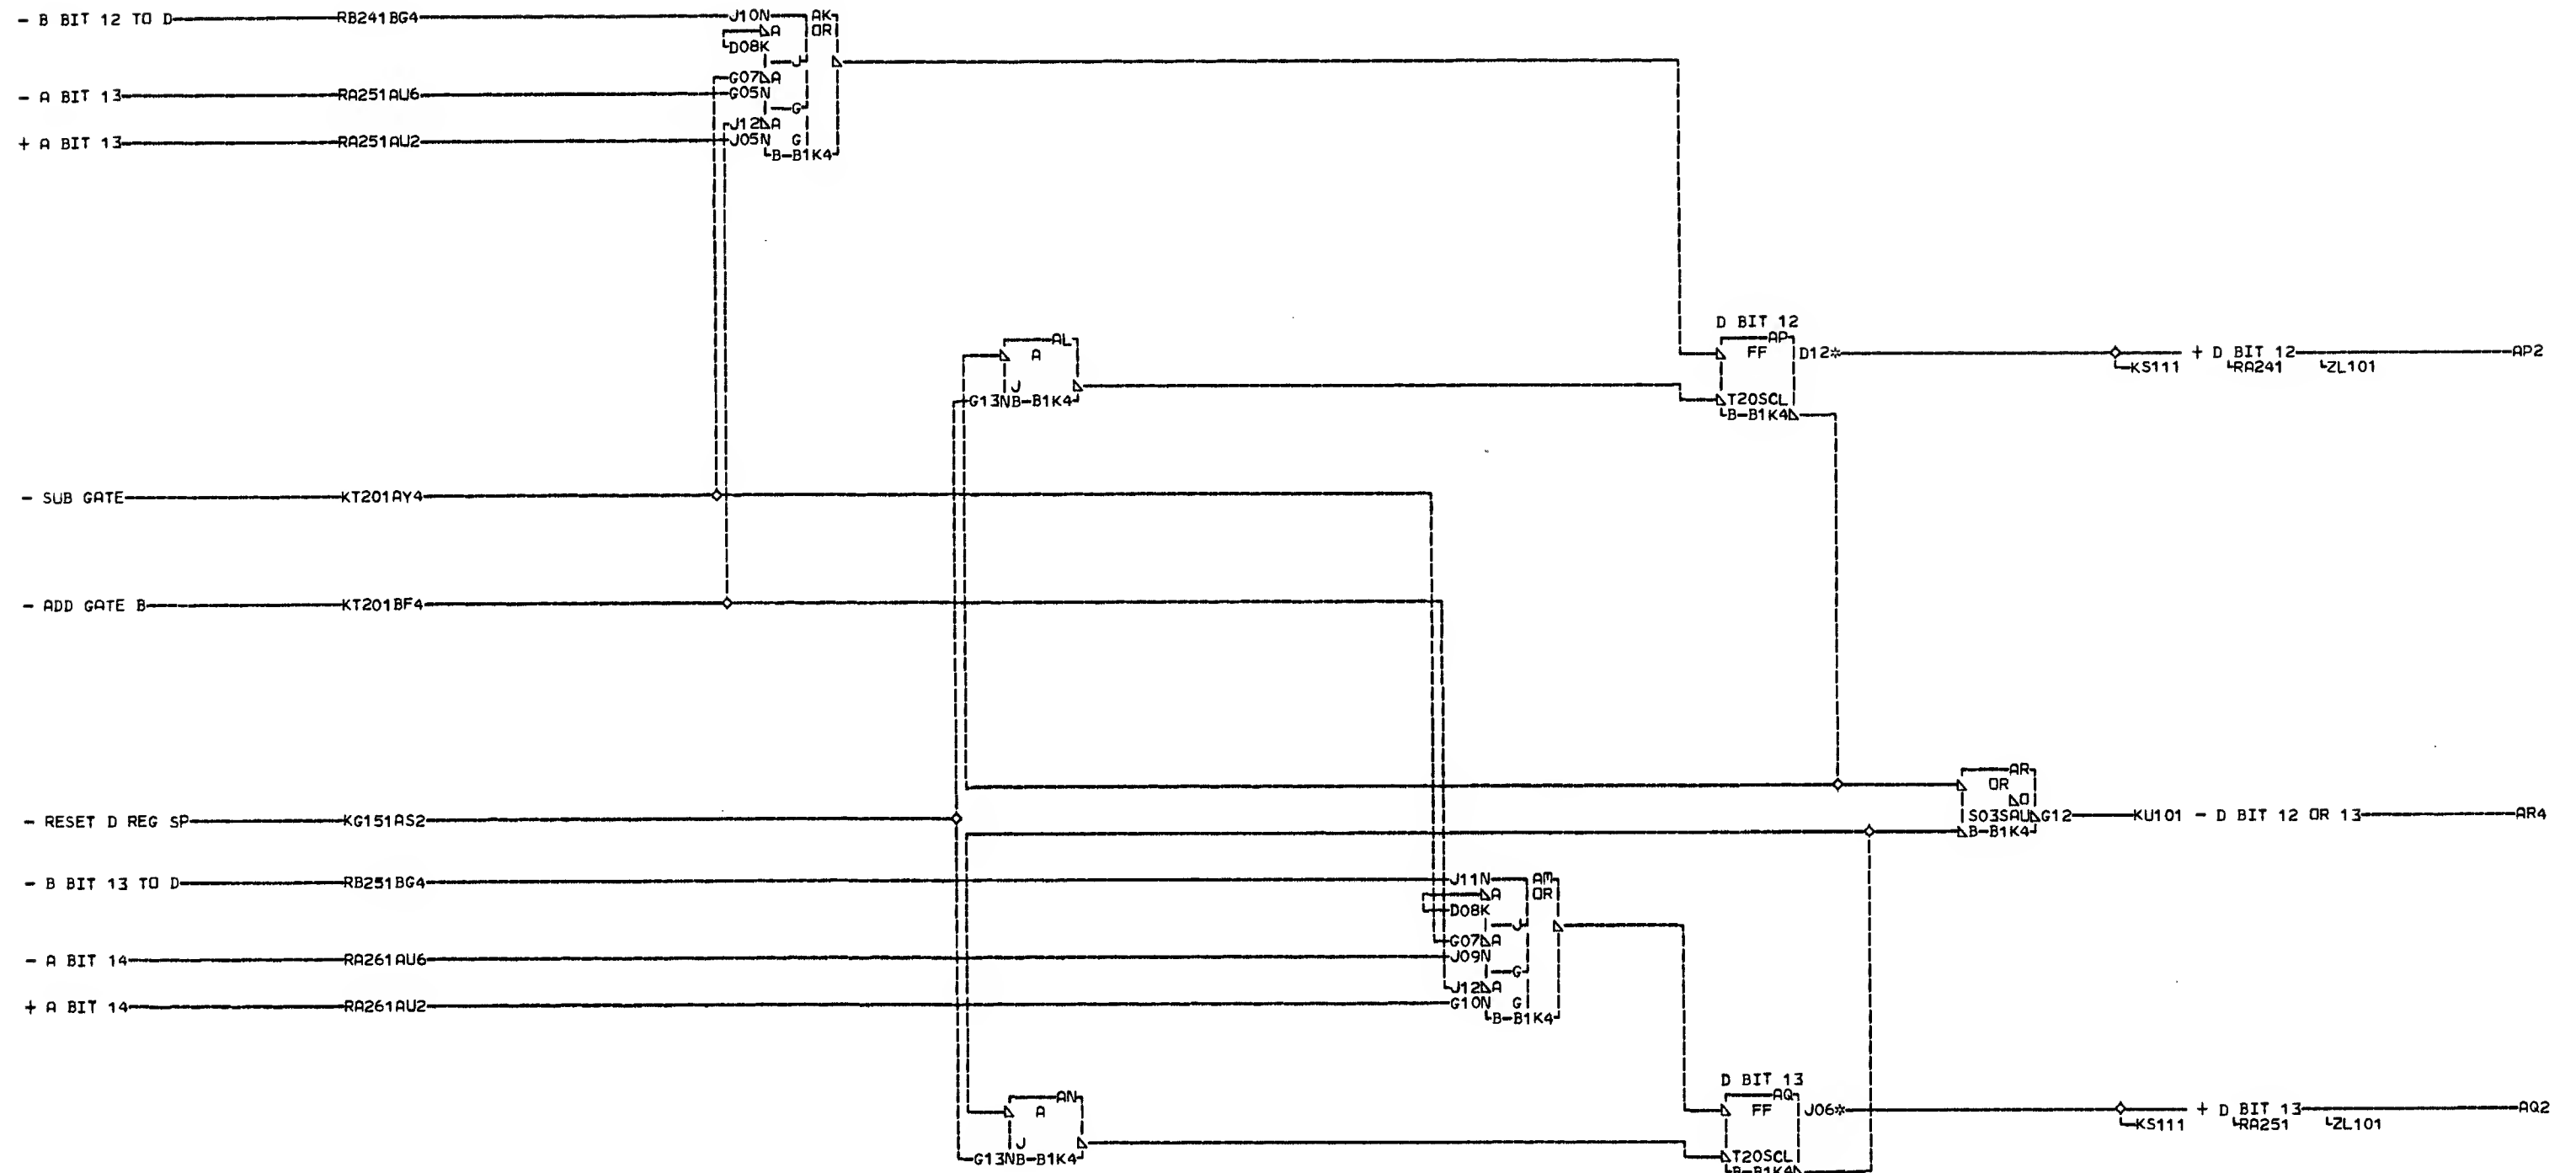 - B BIT 12 TO D RB241BG4 J10N AK
A OR
D08K
J
G07 A
- A BIT 13 RA251AU6 G05N
G
J12 A
+ A BIT 13 RA251AU2 J05N G
B-B1K4
D BIT 12
AL AP
A FF D12* + D BIT 12 AP2
KS111 RA241 ZL101
J
G13NB-B1K4 T20SCL
B-B1K4
- SUB GATE KT201AY4
- ADD GATE B KT201BF4
AR
OR
O
- RESET D REG SP KG151AS2 S03SAU G12 KU101 - D BIT 12 OR 13 AR4
B-B1K4
- B BIT 13 TO D RB251BG4 J11N AM
A OR
D08K
J
G07 A
- A BIT 14 RA261AU6 J09N
G
J12 A
+ A BIT 14 RA261AU2 G10N G
B-B1K4
D BIT 13
AN AQ
A FF J06* + D BIT 13 AQ2
KS111 RA251 ZL101
J
G13NB-B1K4 T20SCL
B-B1K4